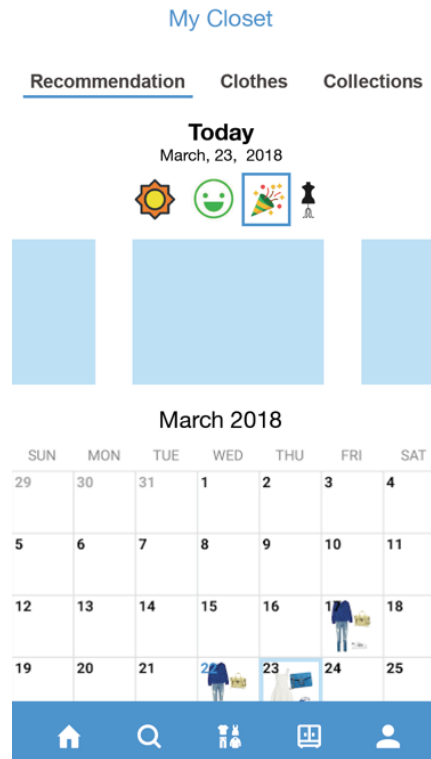 My Closet
Recommendation Clothes Collections
Today
March, 23, 2018
March 2018
SUN MON TUE WED THU FRI SAT
29 30 31 1 2 3 4
5 6 7 8 9 10 11
12 13 14 15 16 17 18
19 20 21 22 23 24 25